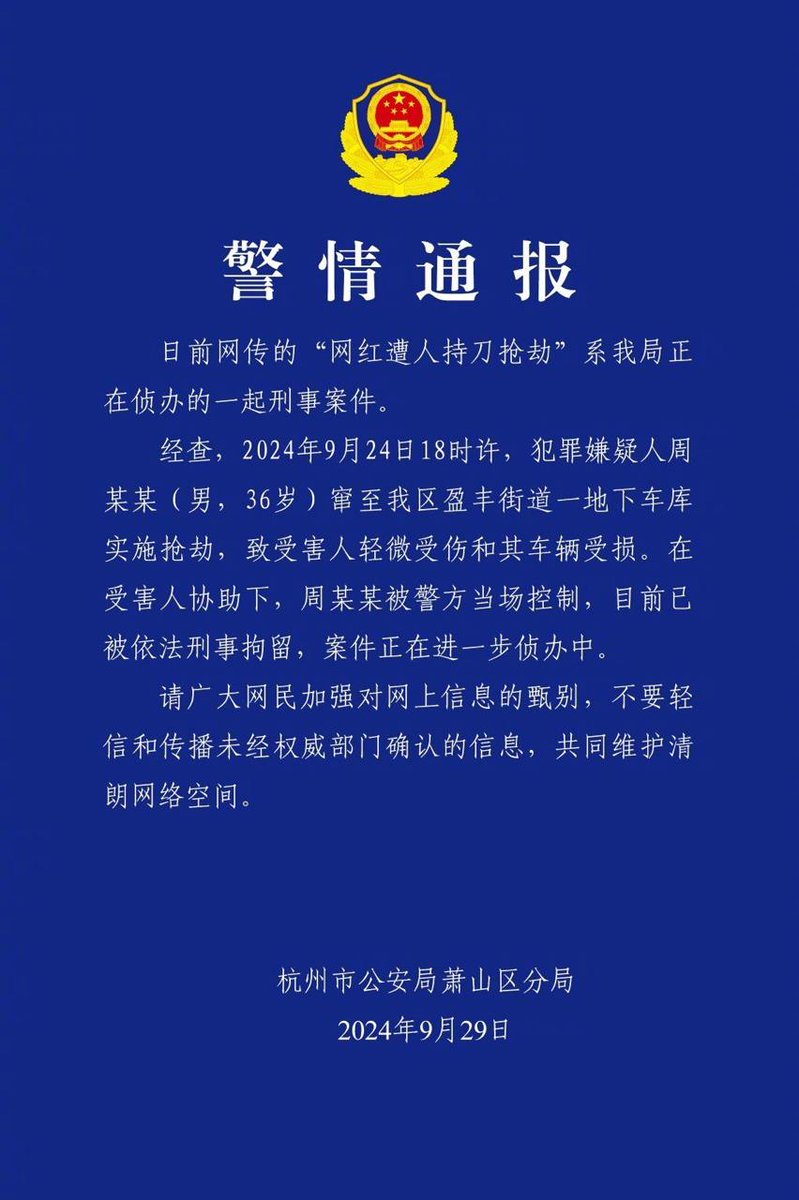 警情通报
日前网传的“网红遭人持刀抢劫”系我局正
在侦办的一起刑事案件。
经查，2024年9月24日18时许，犯罪嫌疑人周
某某（男，36岁）窜至我区盈丰街道一地下车库
实施抢劫，致受害人轻微受伤和其车辆受损。在
受害人协助下，周某某被警方当场控制，目前已
被依法刑事拘留，案件正在进一步侦办中。
请广大网民加强对网上信息的甄别，不要轻
信和传播未经权威部门确认的信息，共同维护清
朗网络空间。
杭州市公安局萧山区分局
2024年9月29日